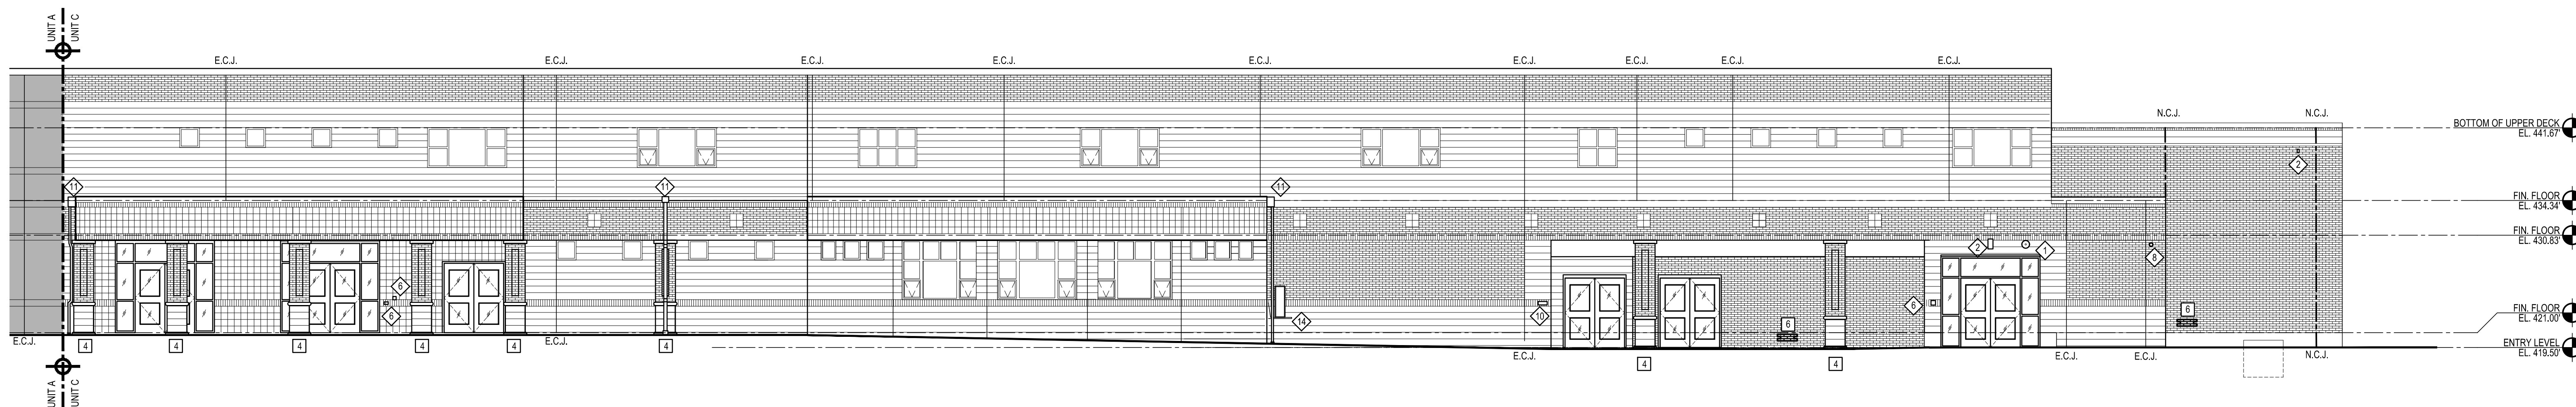 UNIT A
UNIT C
E.C.J.
E.C.J.
E.C.J.
E.C.J.
E.C.J.
E.C.J.
E.C.J.
E.C.J.
E.C.J.
N.C.J.
N.C.J.
BOTTOM OF UPPER DECK
EL. 441.67'
2
11
11
11
FIN. FLOOR
EL. 434.34'
FIN. FLOOR
EL. 430.83'
2
1
8
6
6
10
14
6
6
6
FIN. FLOOR
EL. 421.00'
E.C.J.
4
4
4
4
4
E.C.J.
4
ENTRY LEVEL
EL. 419.50'
E.C.J.
4
4
E.C.J.
E.C.J.
N.C.J.
UNIT A
UNIT C